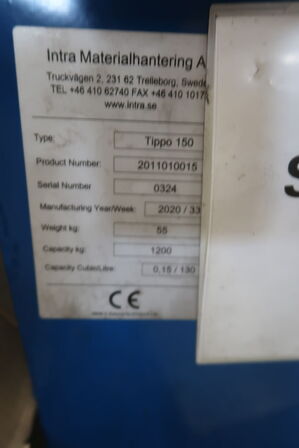 Intra Materialhantering A
Truckvägen 2, 231 62 Trelleborg, Swede
TEL +46 410 62740 FAX +46 410 1017
www.intra.se
Type: Tippo 150
Product Number: 2011010015
Serial Number 0324
Manufacturing Year/Week: 2020 / 33
Weight kg: 55
Capacity kg: 1200
Capacity Cubin/Litre: 0,15 / 130
CE
S